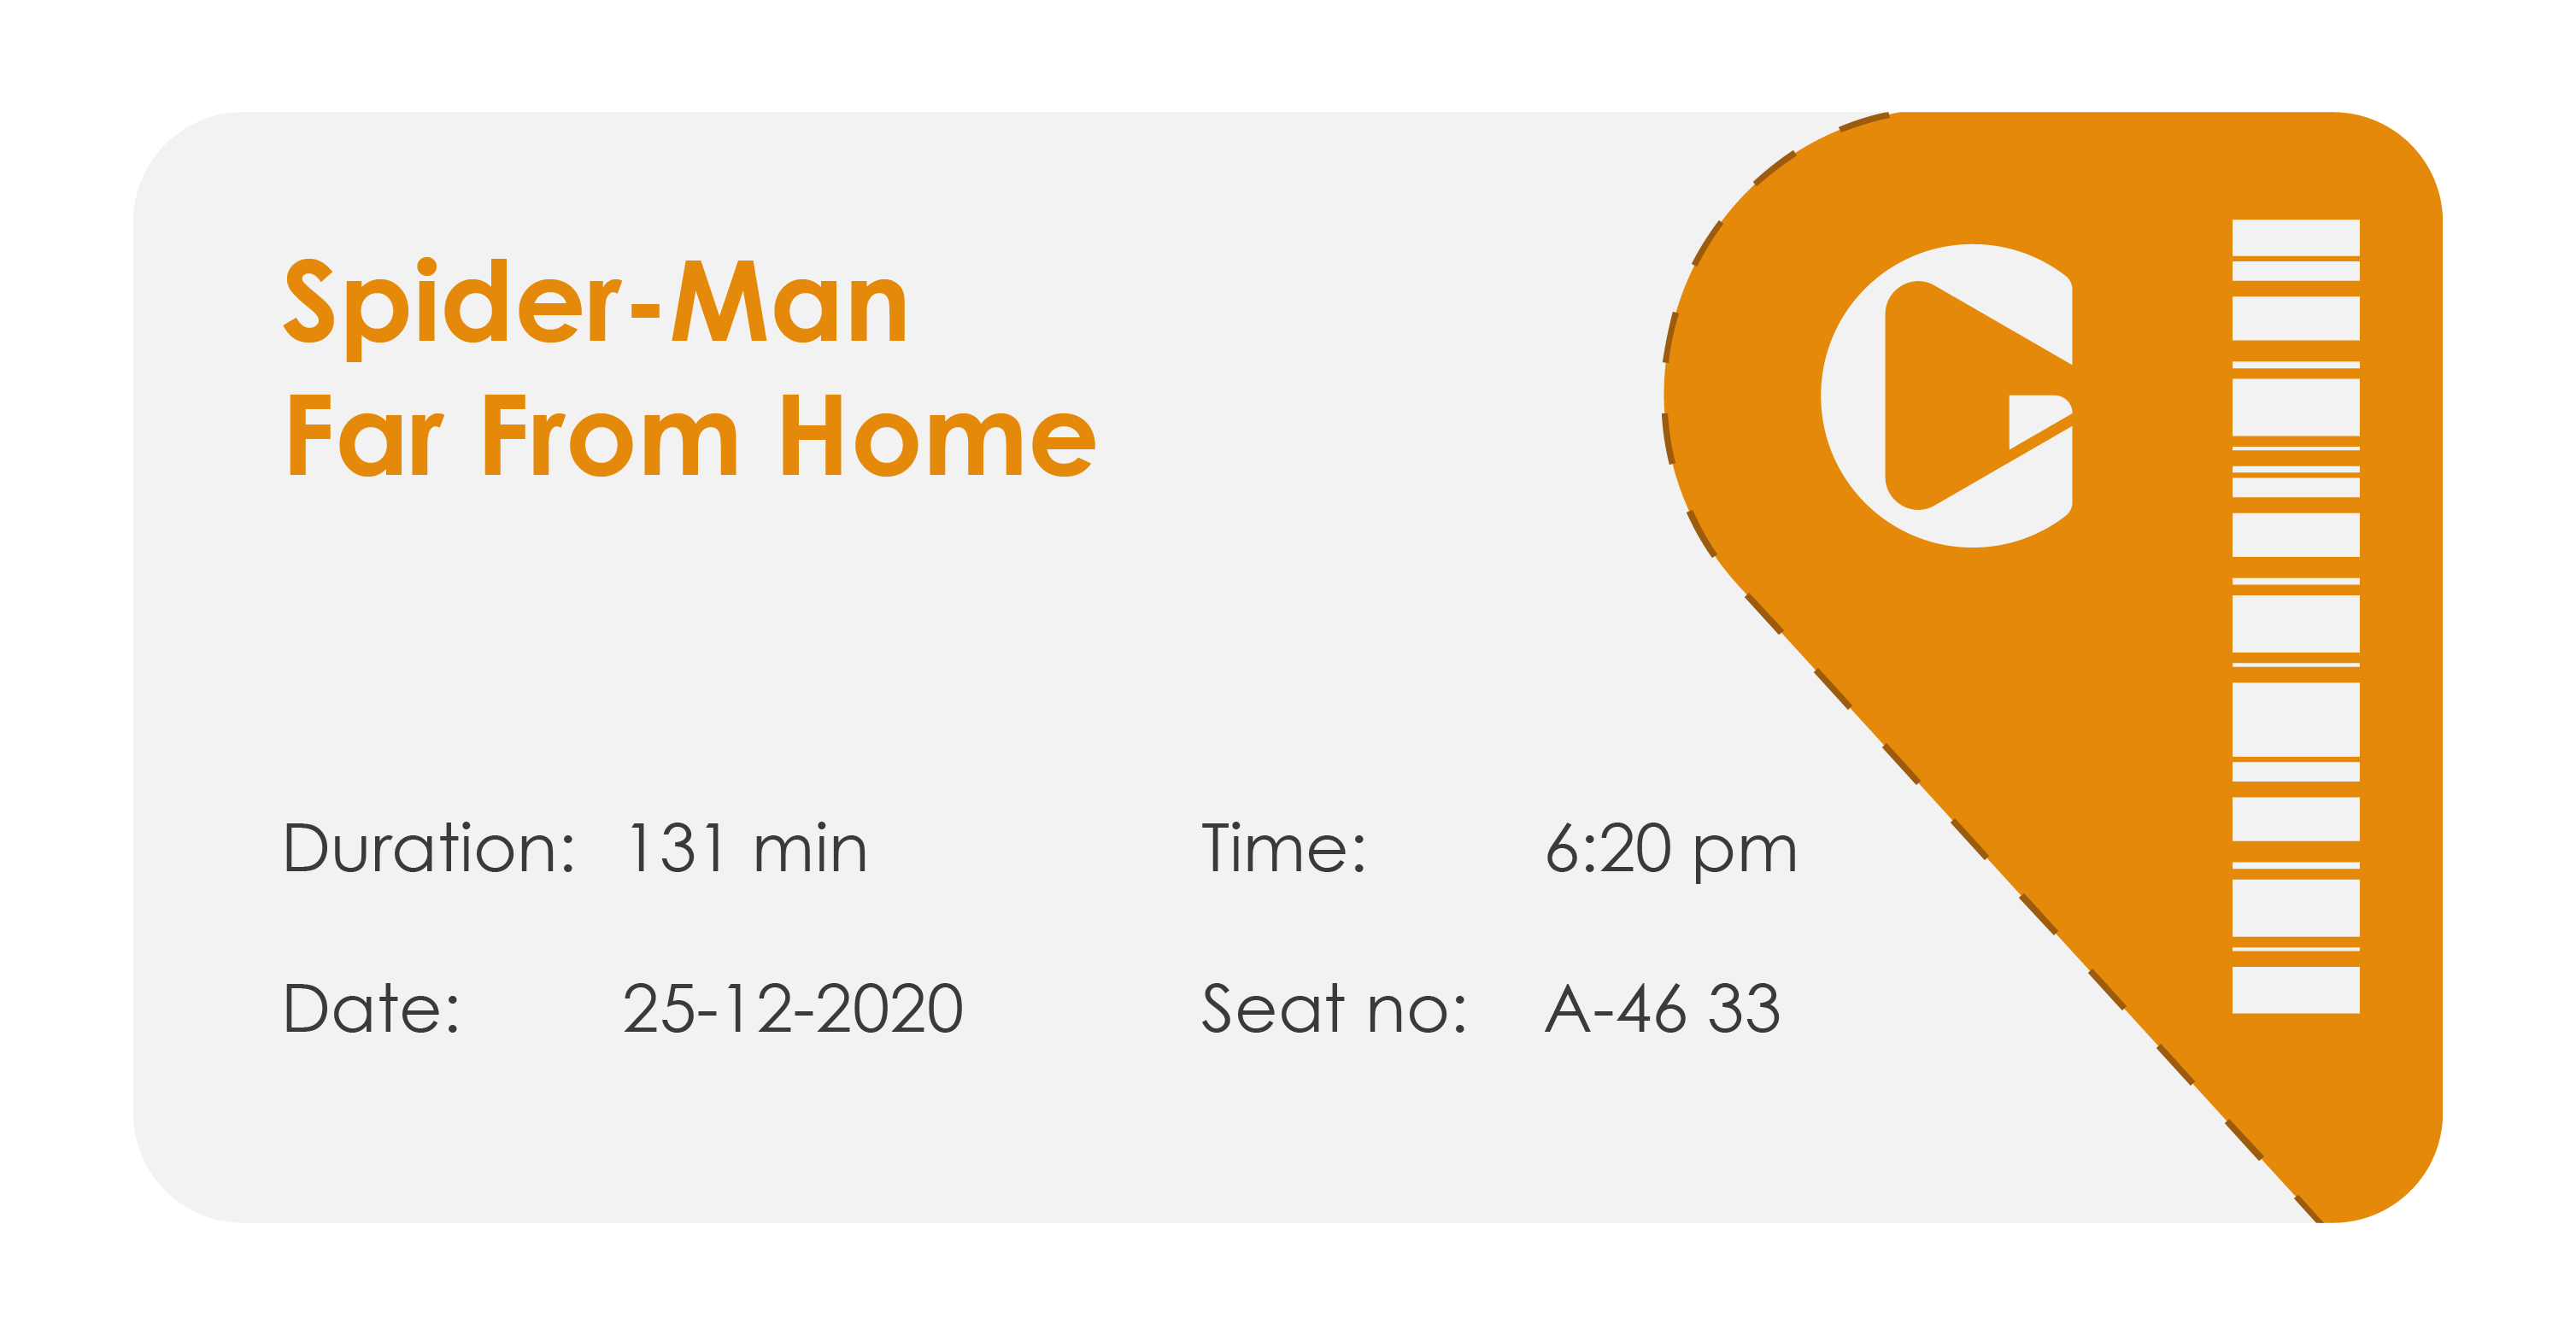 Spider-Man
Far From Home
Duration: 131 min Time: 6:20 pm
Date: 25-12-2020 Seat no: A-46 33